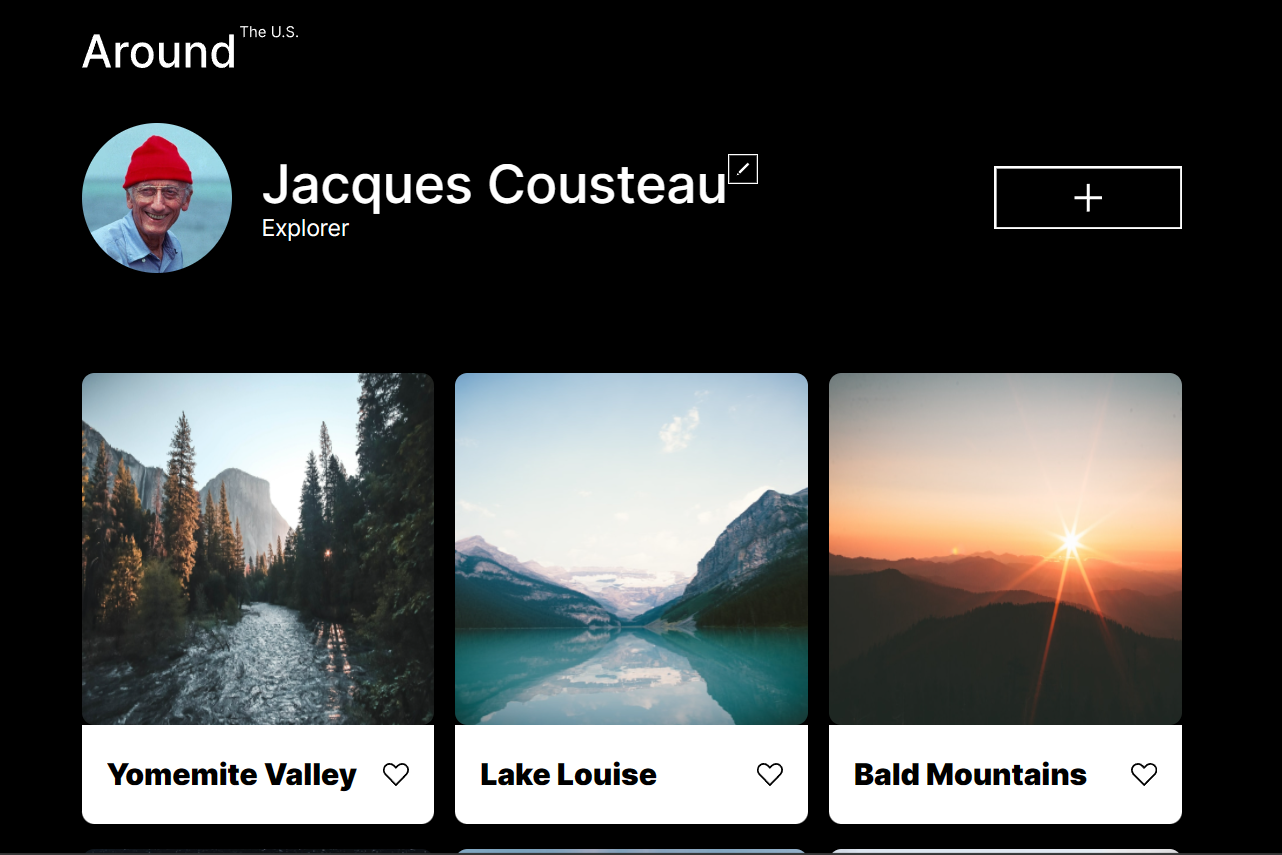 Around The U.S.
Jacques Cousteau
Explorer
Yomemite Valley
Lake Louise
Bald Mountains